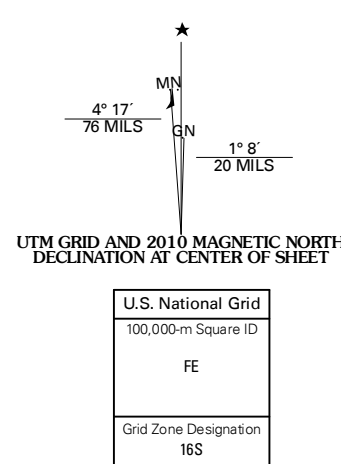 MN
4° 17´
76 MILS
GN
1° 8´
20 MILS
UTM GRID AND 2010 MAGNETIC NORTH
DECLINATION AT CENTER OF SHEET
U.S. National Grid
100,000-m Square ID
FE
Grid Zone Designation
16S